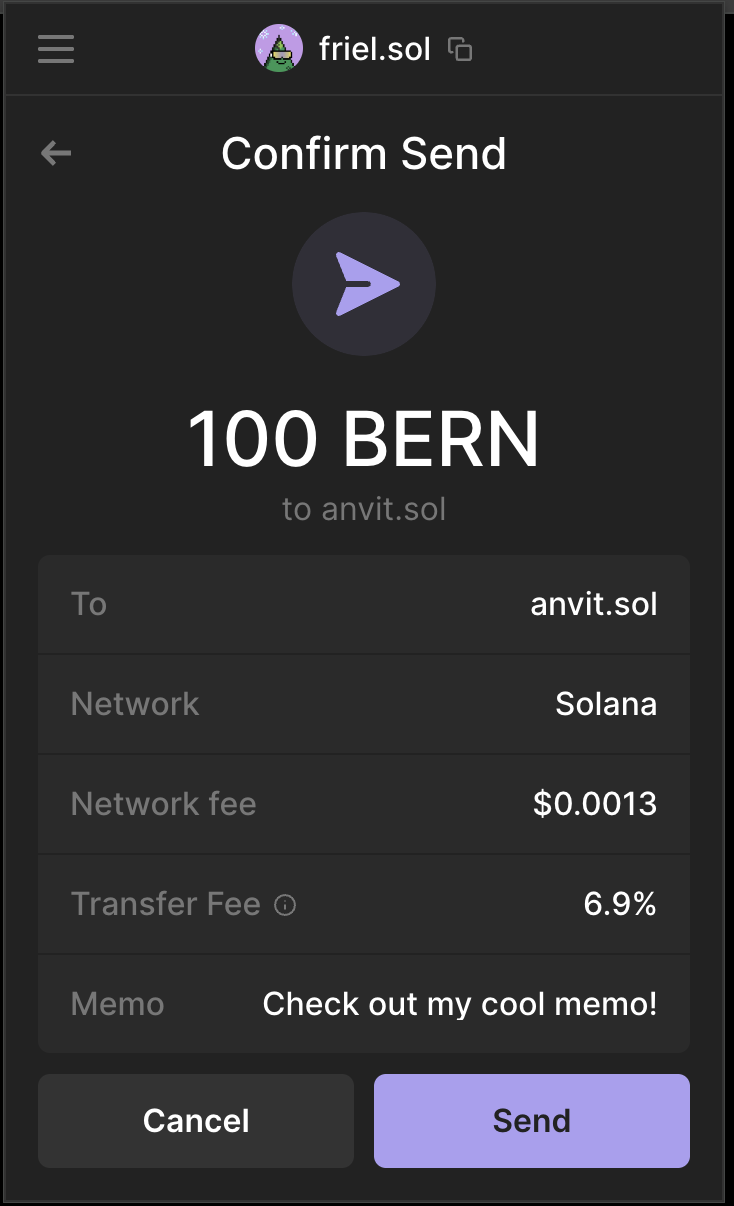 friel.sol
Confirm Send
100 BERN
to anvit.sol
To anvit.sol
Network Solana
Network fee $0.0013
Transfer Fee 6.9%
Memo Check out my cool memo!
Cancel Send